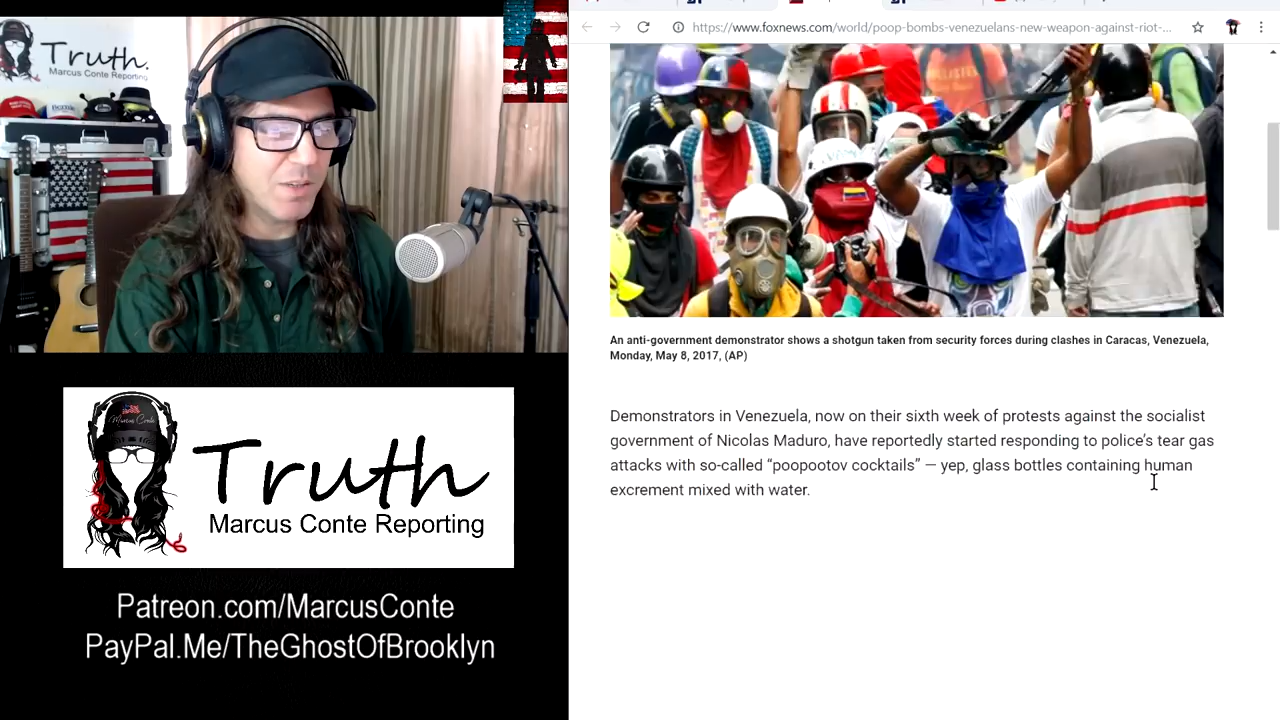 Truth.
Marcus Conte Reporting
https://www.foxnews.com/world/poop-bombs-venezuelans-new-weapon-against-riot-...
An anti-government demonstrator shows a shotgun taken from security forces during clashes in Caracas, Venezuela,
Monday, May 8, 2017, (AP)
Demonstrators in Venezuela, now on their sixth week of protests against the socialist
government of Nicolas Maduro, have reportedly started responding to police’s tear gas
attacks with so-called “poopootov cocktails” — yep, glass bottles containing human
excrement mixed with water.
Marcus Conte
Truth
Marcus Conte Reporting
Patreon.com/MarcusConte
PayPal.Me/TheGhostOfBrooklyn